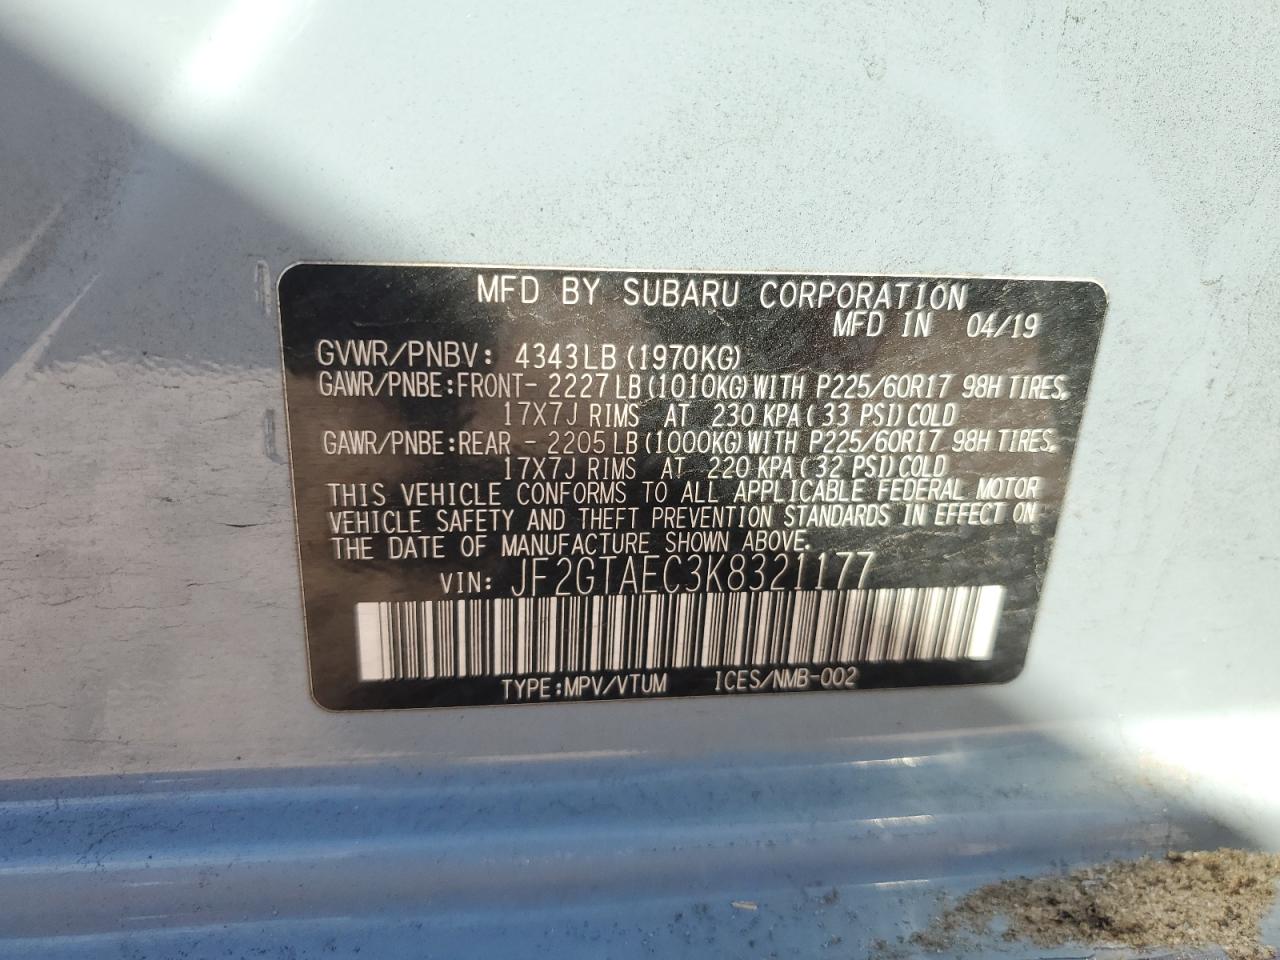 MFD BY SUBARU CORPORATION
MFD IN 04/19
GVWR/PNBV: 4343LB(1970KG)
GAWR/PNBE:FRONT- 2227LB(1010KG)WITH P225/60R17 98H TIRES,
17X7J RIMS AT 230 KPA(33 PSI)COLD
GAWR/PNBE:REAR - 2205LB(1000KG)WITH P225/60R17 98H TIRES,
17X7J RIMS AT 220 KPA(32 PSI)COLD
THIS VEHICLE CONFORMS TO ALL APPLICABLE FEDERAL MOTOR
VEHICLE SAFETY AND THEFT PREVENTION STANDARDS IN EFFECT ON
THE DATE OF MANUFACTURE SHOWN ABOVE.
VIN: JF2GTAEC3K8321177
TYPE:MPV/VTUM ICES/NMB-002